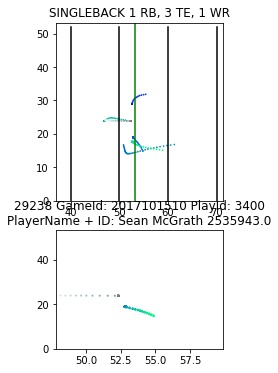 SINGLEBACK 1 RB, 3 TE, 1 WR
50
40
30
20
10
0
40 50 60 70
29238 GameId: 2017101510 PlayId: 3400
PlayerName + ID: Sean McGrath 2535943.0
40
20
0
50.0 52.5 55.0 57.5